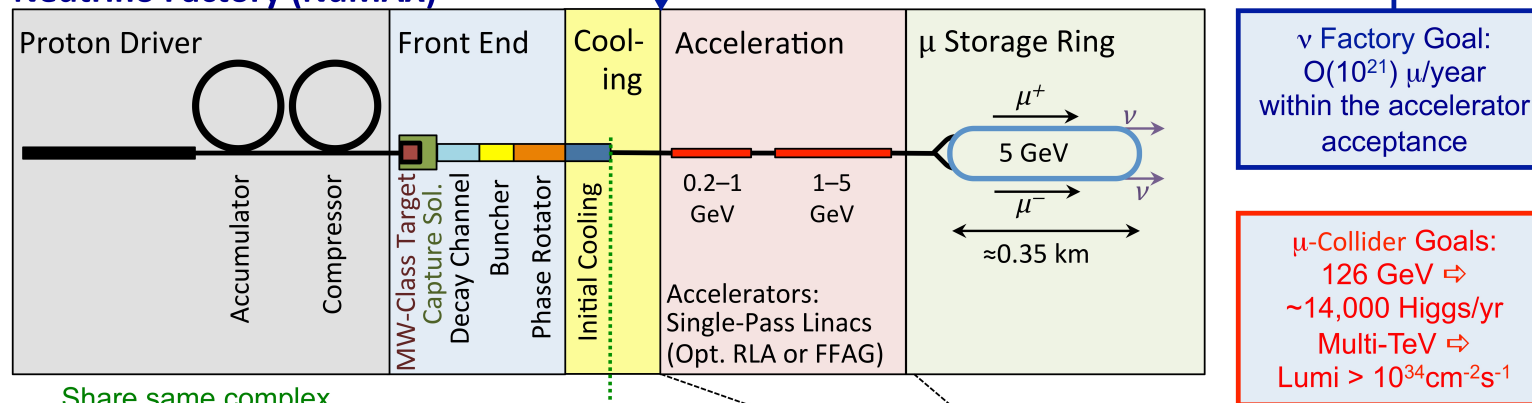 Neutrino Factory (NuMAX)
Proton Driver
Accumulator
Compressor
Front End
MW-Class Target
Capture Sol.
Decay Channel
Buncher
Phase Rotator
Cool-
ing
Initial Cooling
Acceleration
0.2–1
GeV
1–5
GeV
Accelerators:
Single-Pass Linacs
(Opt. RLA or FFAG)
μ Storage Ring
μ⁺
ν
5 GeV
ν
μ⁻
≈0.35 km
ν Factory Goal:
O(10²¹) μ/year
within the accelerator
acceptance
μ-Collider Goals:
126 GeV ⇨
~14,000 Higgs/yr
Multi-TeV ⇨
Lumi > 10³⁴cm⁻²s⁻¹
Share same complex